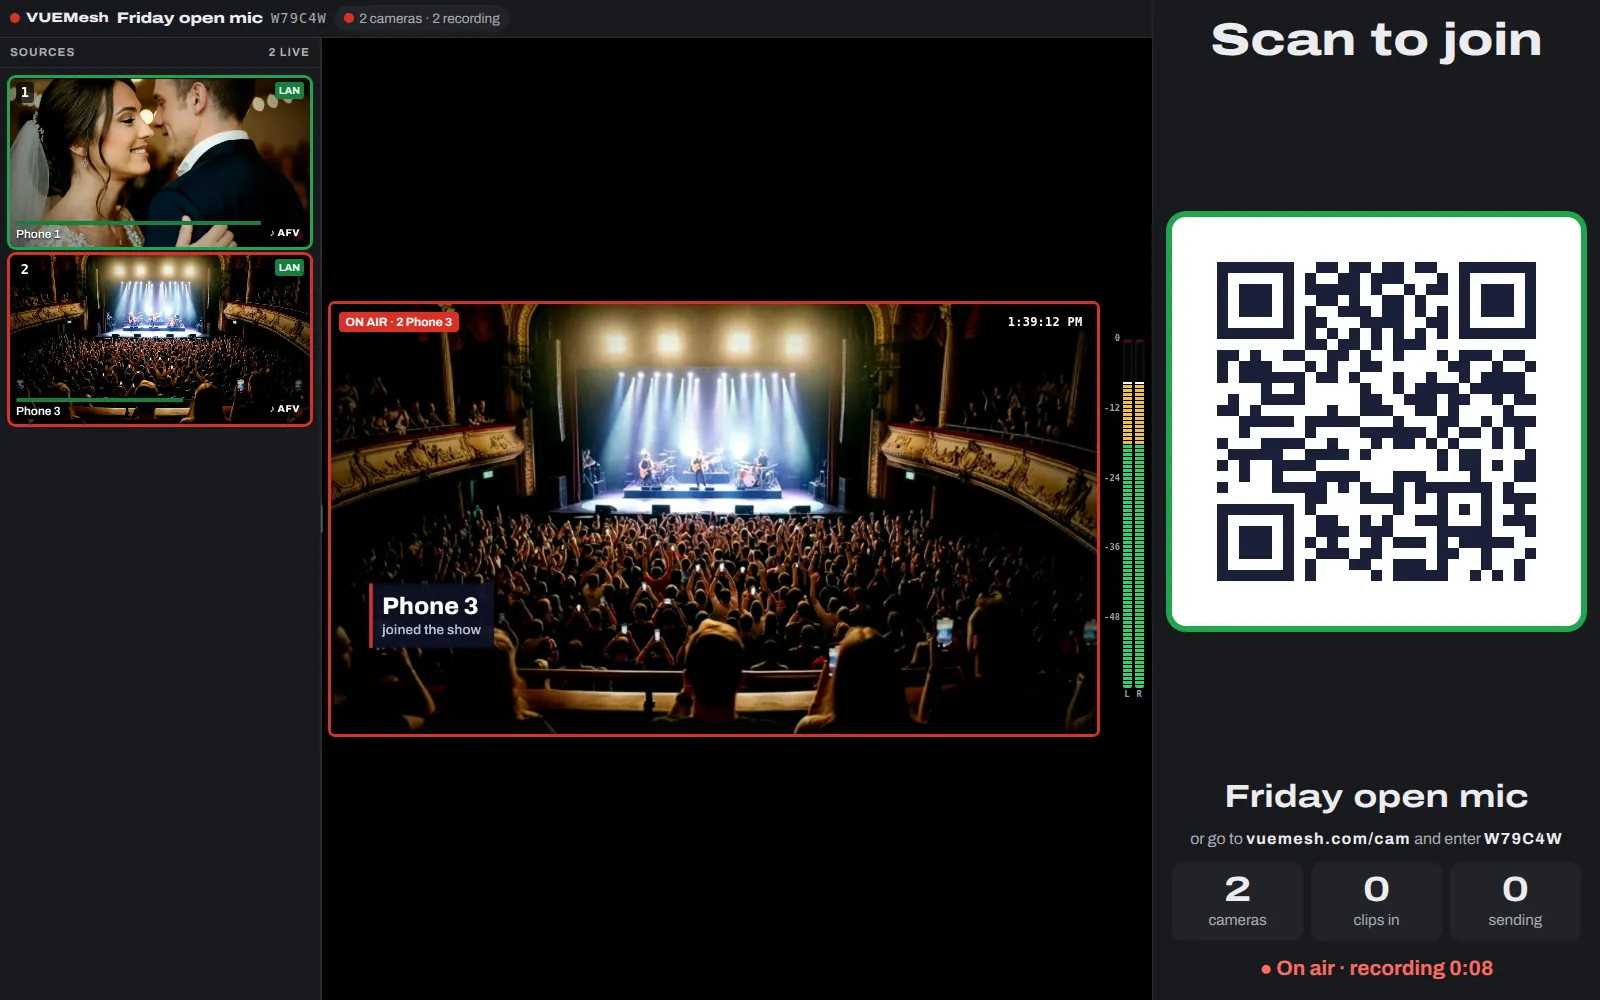 VUEMesh Friday open mic W79C4W 2 cameras · 2 recording
SOURCES 2 LIVE
1 LAN
Phone 1 ♪ AFV
2 LAN
Phone 3 ♪ AFV
ON AIR · 2 Phone 3 1:39:12 PM
0
-12
-24
-36
-48
L R
Phone 3
joined the show
Scan to join
Friday open mic
or go to vuemesh.com/cam and enter W79C4W
2 0 0
cameras clips in sending
● On air · recording 0:08